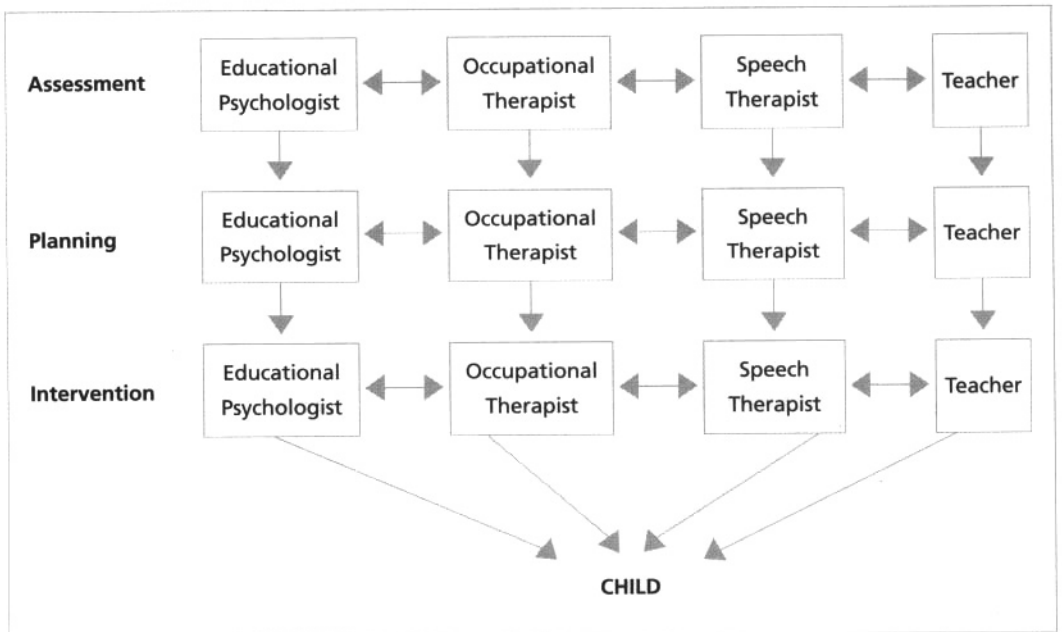 Assessment
Educational
Psychologist
Occupational
Therapist
Speech
Therapist
Teacher
Planning
Educational
Psychologist
Occupational
Therapist
Speech
Therapist
Teacher
Intervention
Educational
Psychologist
Occupational
Therapist
Speech
Therapist
Teacher
CHILD